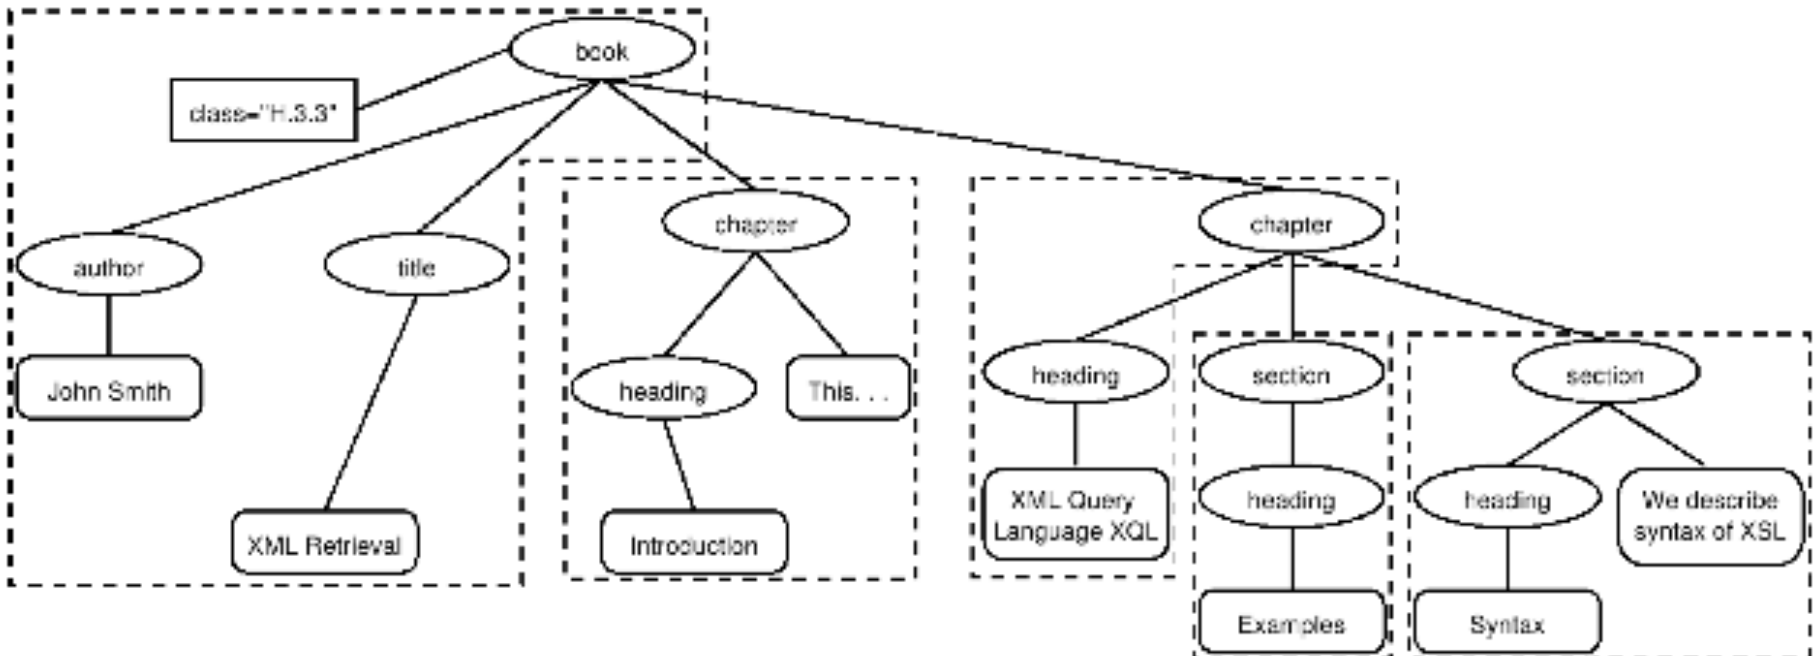 book
class="H.3.3"
chapter
chapter
author
title
heading
section
section
John Smith
heading
This. . .
XML Query
Language XQL
heading
heading
We describe
syntax of XSL
XML Retrieval
Introduction
Examples
Syntax